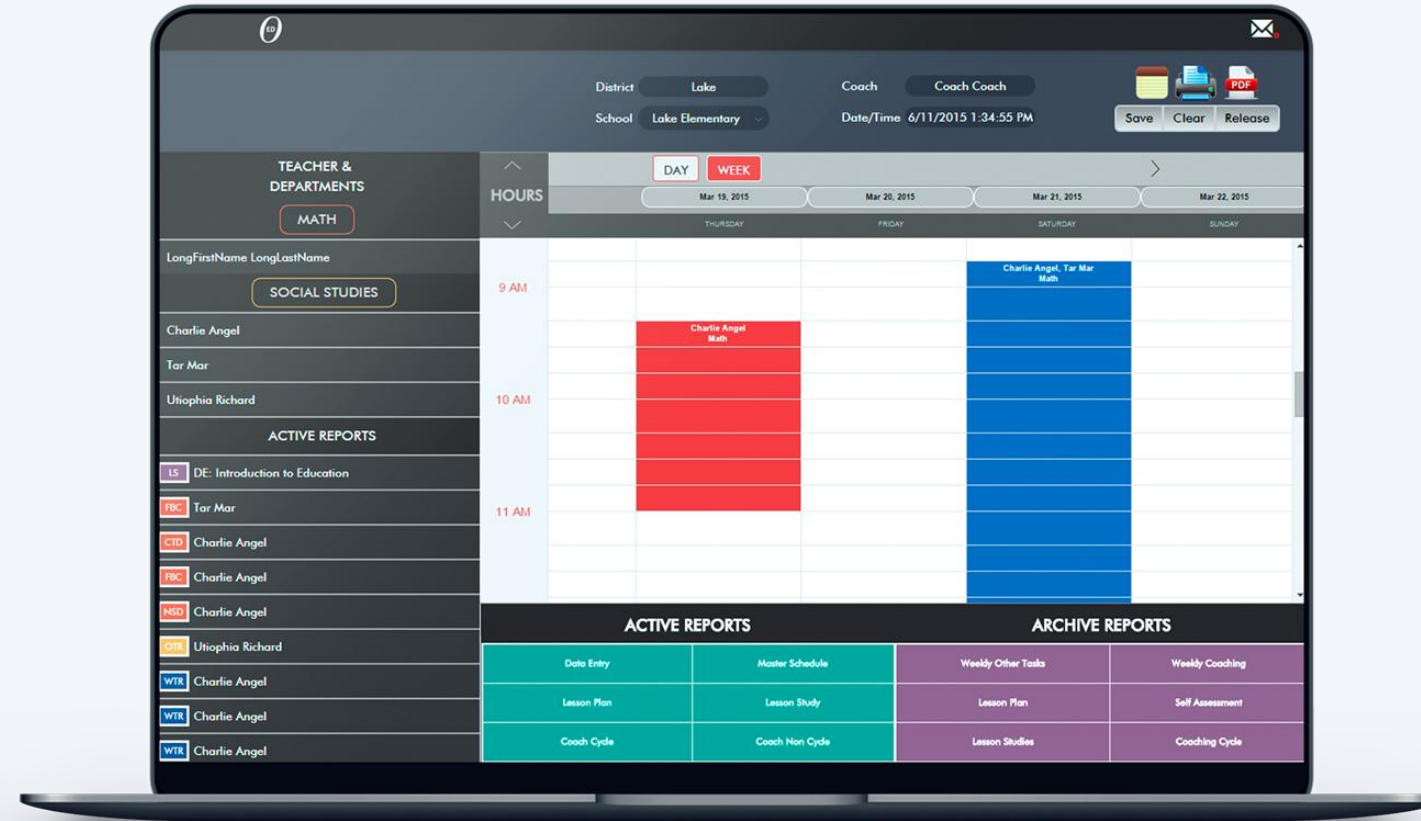 ED
District Lake Coach Coach Coach
PDF
School Lake Elementary Date/Time 6/11/2015 1:34:55 PM
Save Clear Release
TEACHER &
DEPARTMENTS
MATH
LongFirstName LongLastName
SOCIAL STUDIES
Charlie Angel
Tar Mar
Utiophia Richard
ACTIVE REPORTS
LS DE: Introduction to Education
FBC Tar Mar
CTD Charlie Angel
FBC Charlie Angel
NSD Charlie Angel
OTR Utiophia Richard
WTR Charlie Angel
WTR Charlie Angel
WTR Charlie Angel
HOURS
DAY WEEK
Mar 19, 2015 Mar 20, 2015 Mar 21, 2015 Mar 22, 2015
THURSDAY FRIDAY SATURDAY SUNDAY
9 AM
10 AM
11 AM
Charlie Angel
Math
Charlie Angel, Tar Mar
Math
ACTIVE REPORTS
Data Entry Master Schedule
Lesson Plan Lesson Study
Coach Cycle Coach Non Cycle
ARCHIVE REPORTS
Weekly Other Tasks Weekly Coaching
Lesson Plan Self Assessment
Lesson Studies Coaching Cycle